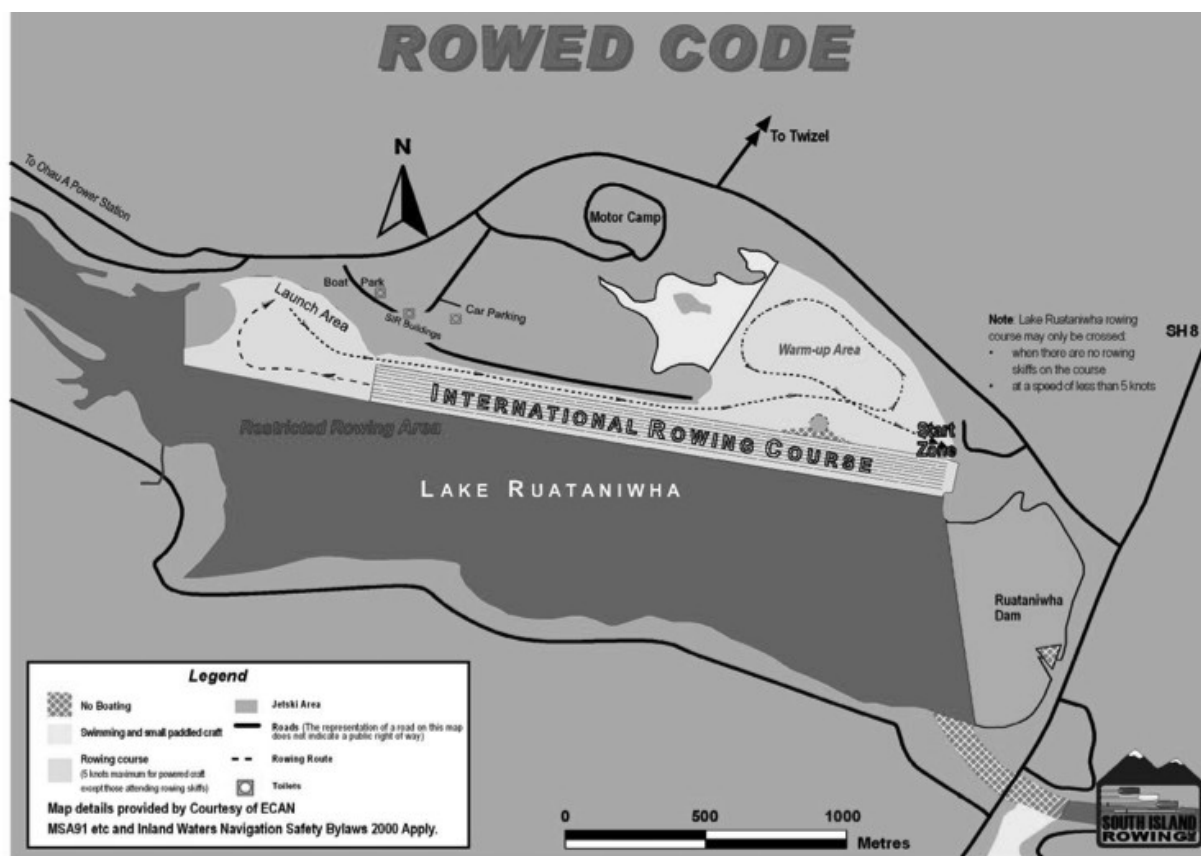 ROWED CODE
To Twizel
N
To Ohau A Power Station
Motor Camp
Boat Park
Launch Area
SIR Buildings
Car Parking
Warm-up Area
Note: Lake Ruataniwha rowing
course may only be crossed:
• when there are no rowing
skiffs on the course
• at a speed of less than 5 knots
SH 8
INTERNATIONAL ROWING COURSE
Start
Zone
Restricted Rowing Area
LAKE RUATANIWHA
Ruataniwha
Dam
Legend
No Boating
Swimming and small paddled craft
Rowing course
(5 knots maximum for powered craft
except those attending rowing skiffs)
Jetski Area
Roads (The representation of a road on this map
does not indicate a public right of way)
Rowing Route
Toilets
Map details provided by Courtesy of ECAN
MSA91 etc and Inland Waters Navigation Safety Bylaws 2000 Apply.
0 500 1000
Metres
SOUTH ISLAND
ROWING